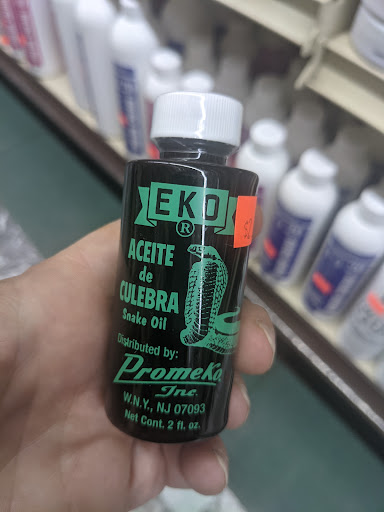 EKO
®
ACEITE
de
CULEBRA
Snake Oil
Distributed by:
Promeko,
Inc.
W.N.Y., NJ 07093
Net Cont. 2 fl. oz.